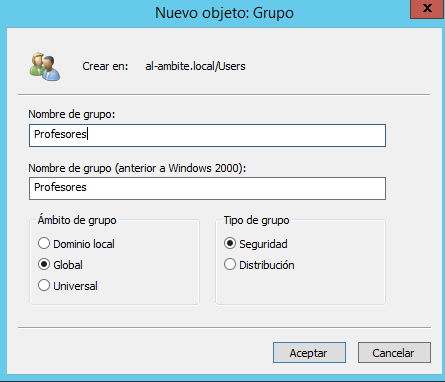 Nuevo objeto: Grupo
x
Crear en: al-ambite.local/Users
Nombre de grupo:
Profesores
Nombre de grupo (anterior a Windows 2000):
Profesores
Ámbito de grupo
Dominio local
Global
Universal
Tipo de grupo
Seguridad
Distribución
Aceptar
Cancelar